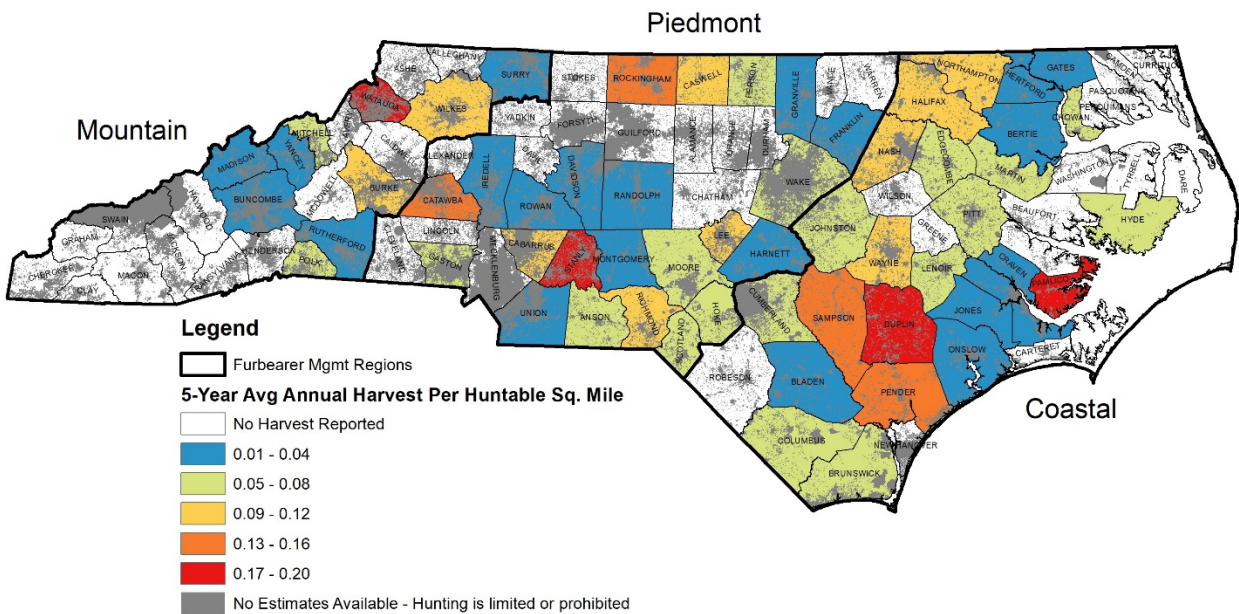 Piedmont
Mountain
Coastal
ALLEGHANY
ASHE
SURRY
STOKES
ROCKINGHAM
CASWELL
PERSON
GRANVILLE
VANCE
WARREN
NORTHAMPTON
HERTFORD
GATES
CAMDEN
CURRITUCK
PASQUOTANK
PERQUIMANS
CHOWAN
WATAUGA
WILKES
YADKIN
FORSYTH
GUILFORD
ALAMANCE
ORANGE
DURHAM
FRANKLIN
HALIFAX
BERTIE
MITCHELL
AVERY
CALDWELL
ALEXANDER
DAVIE
IREDELL
DAVIDSON
RANDOLPH
CHATHAM
WAKE
NASH
EDGECOMBE
MARTIN
WASHINGTON
TYRRELL
DARE
MADISON
YANCEY
BURKE
MCDOWELL
CATAWBA
ROWAN
WILSON
PITT
BEAUFORT
HYDE
SWAIN
HAYWOOD
BUNCOMBE
RUTHERFORD
LINCOLN
CABARRUS
STANLY
MONTGOMERY
MOORE
LEE
HARNETT
JOHNSTON
WAYNE
GREENE
LENOIR
CRAVEN
PAMLICO
GRAHAM
JACKSON
HENDERSON
POLK
CLEVELAND
GASTON
MECKLENBURG
CHEROKEE
CLAY
MACON
TRANSYLVANIA
UNION
ANSON
RICHMOND
SCOTLAND
HOKE
CUMBERLAND
SAMPSON
DUPLIN
JONES
ONSLOW
CARTERET
ROBESON
BLADEN
PENDER
COLUMBUS
BRUNSWICK
NEW HANOVER
Legend
Furbearer Mgmt Regions
5-Year Avg Annual Harvest Per Huntable Sq. Mile
No Harvest Reported
0.01 - 0.04
0.05 - 0.08
0.09 - 0.12
0.13 - 0.16
0.17 - 0.20
No Estimates Available - Hunting is limited or prohibited